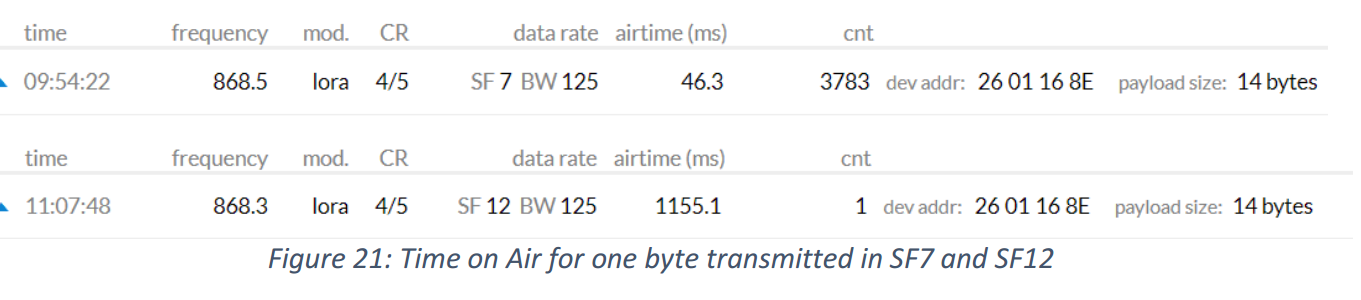 time frequency mod. CR data rate airtime (ms) cnt
09:54:22 868.5 lora 4/5 SF 7 BW 125 46.3 3783 dev addr: 26 01 16 8E payload size: 14 bytes
time frequency mod. CR data rate airtime (ms) cnt
11:07:48 868.3 lora 4/5 SF 12 BW 125 1155.1 1 dev addr: 26 01 16 8E payload size: 14 bytes
Figure 21: Time on Air for one byte transmitted in SF7 and SF12